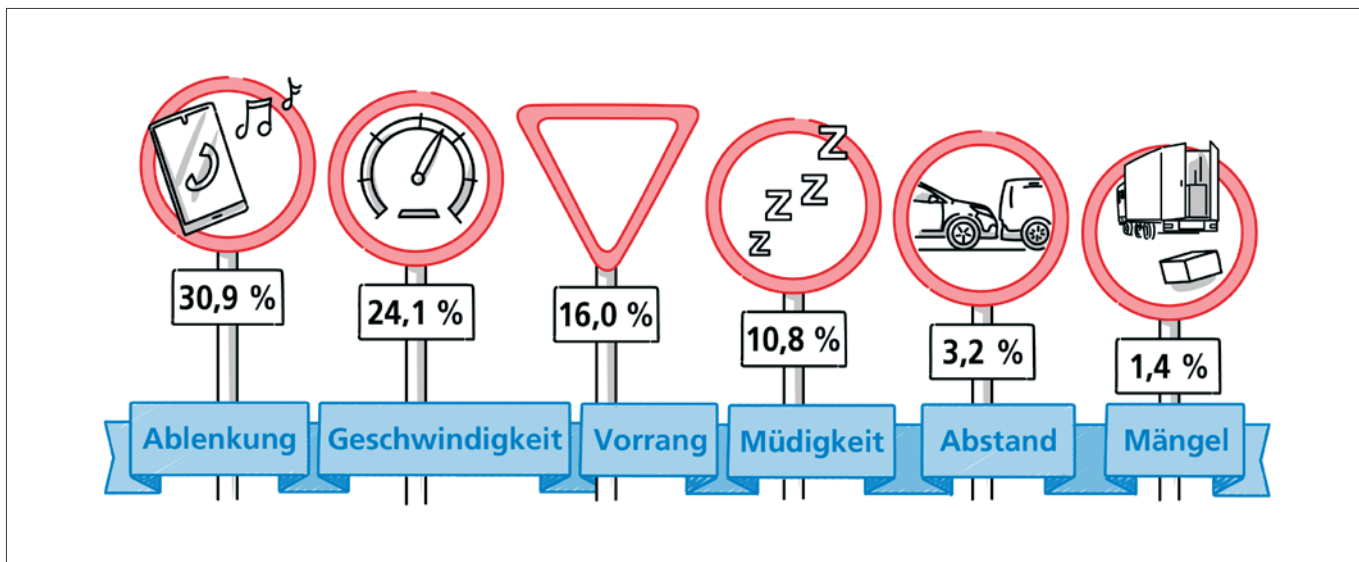 30,9 %
24,1 %
16,0 %
10,8 %
3,2 %
1,4 %
Ablenkung
Geschwindigkeit
Vorrang
Müdigkeit
Abstand
Mängel